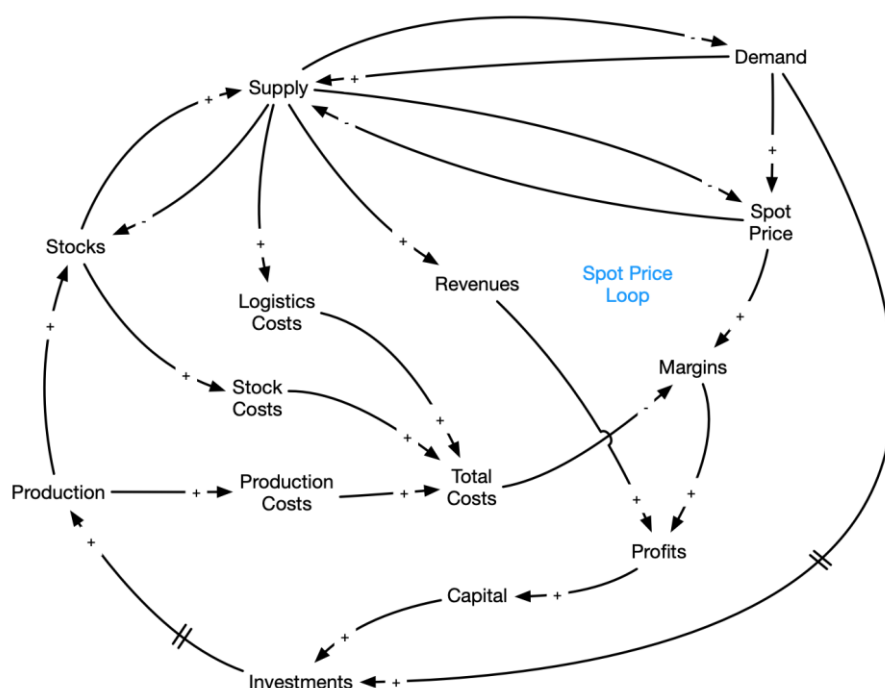 Demand
Supply
Spot
Price
Stocks
Revenues
Spot Price
Loop
Logistics
Costs
Margins
Stock
Costs
Production
Production
Costs
Total
Costs
Profits
Capital
Investments
-
+
+
+
-
-
-
+
+
+
+
+
+
+
-
+
+
+
+
+
+
+
+